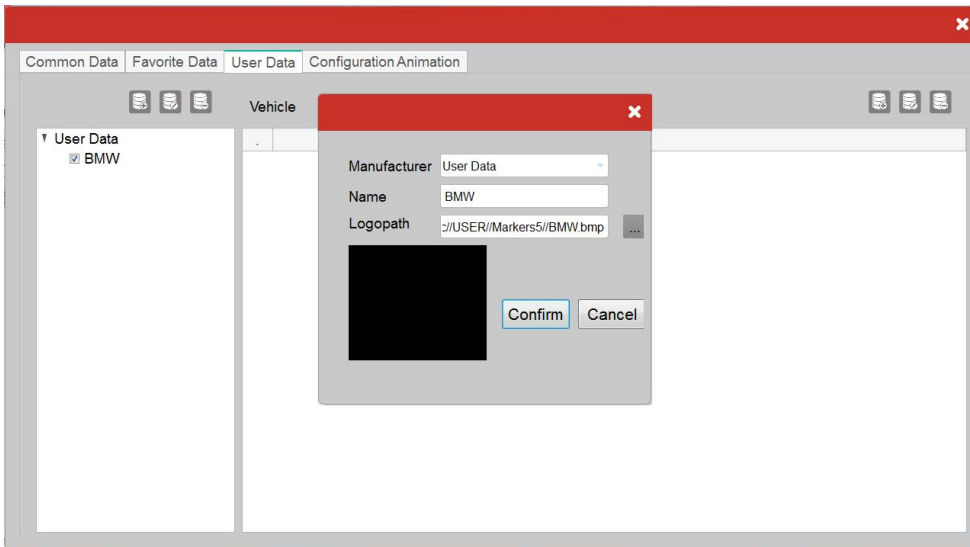 Common Data Favorite Data User Data Configuration Animation
Vehicle
User Data
BMW
Manufacturer User Data
Name BMW
Logopath ://USER//Markers5//BMW.bmp ...
Confirm Cancel